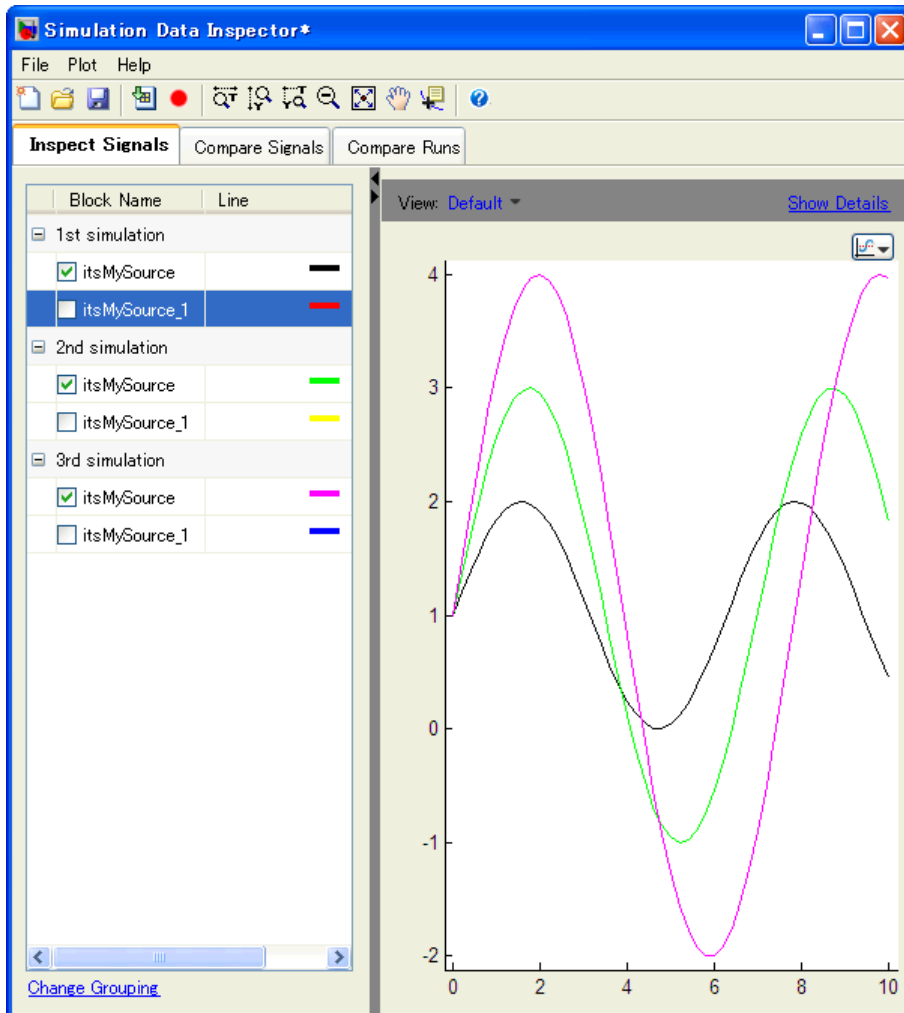 Simulation Data Inspector*
File Plot Help
Inspect Signals Compare Signals Compare Runs
Block Name Line
1st simulation
itsMySource
itsMySource_1
2nd simulation
itsMySource
itsMySource_1
3rd simulation
itsMySource
itsMySource_1
Change Grouping
View: Default Show Details
4
3
2
1
0
-1
-2
0 2 4 6 8 10